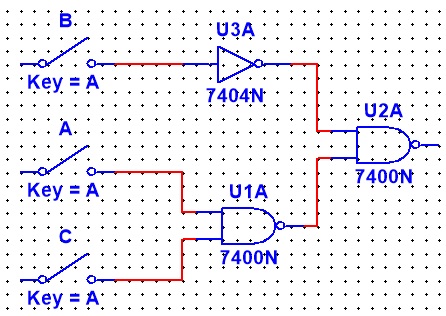 B
U3A
Key = A
7404N
U2A
A
7400N
Key = A
U1A
C
7400N
Key = A